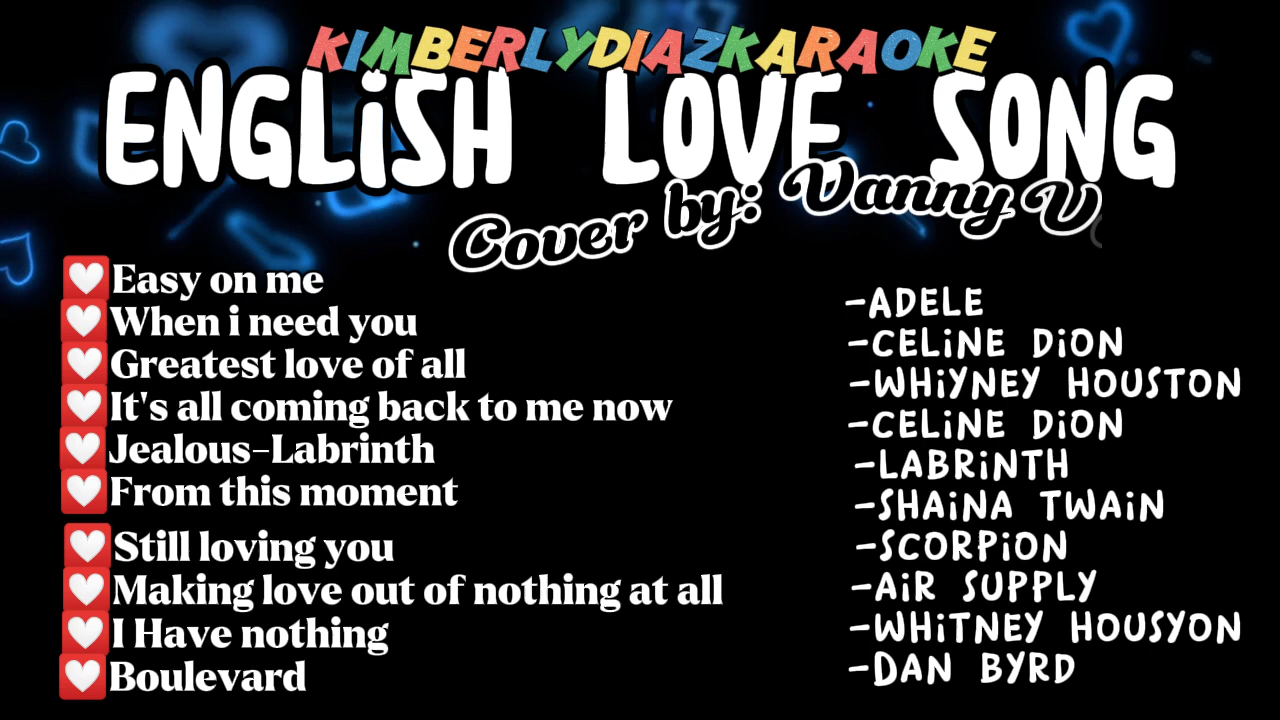 KIMBERLYDIAZKARAOKE
ENGLiSH LOVE SONG
Cover by: Vanny V
Easy on me
When i need you
Greatest love of all
It's all coming back to me now
Jealous-Labrinth
From this moment
Still loving you
Making love out of nothing at all
I Have nothing
Boulevard
-ADELE
-CELiNE DiON
-WHiYNEY HOUSTON
-CELiNE DiON
-LABRiNTH
-SHAiNA TWAiN
-SCORPiON
-AiR SUPPLY
-WHiTNEY HOUSYON
-DAN BYRD